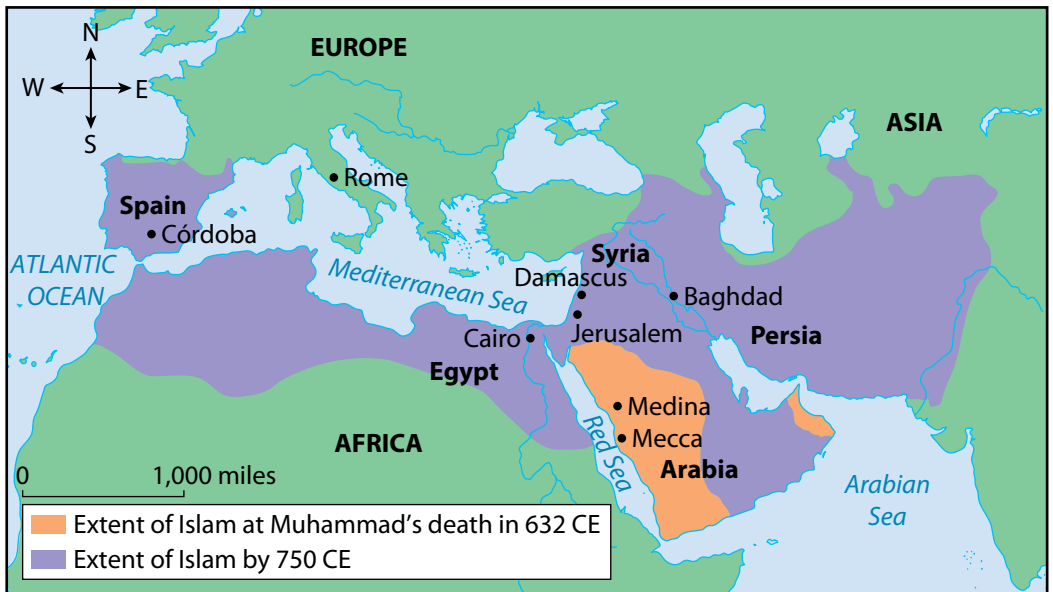 N
W
E
S
EUROPE
ASIA
Rome
Spain
Córdoba
ATLANTIC
OCEAN
Mediterranean Sea
Syria
Damascus
Baghdad
Jerusalem
Cairo
Persia
Egypt
Medina
Mecca
Red Sea
AFRICA
Arabia
Arabian
Sea
0
1,000 miles
Extent of Islam at Muhammad’s death in 632 CE
Extent of Islam by 750 CE